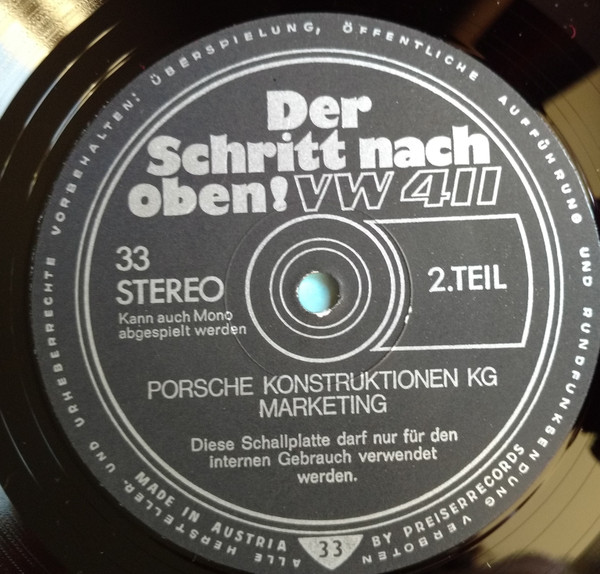 Der
Schritt nach
oben! VW 411
33
STEREO
Kann auch Mono
abgespielt werden
2.TEIL
PORSCHE KONSTRUKTIONEN KG
MARKETING
Diese Schallplatte darf nur für den
internen Gebrauch verwendet
werden.
MADE IN AUSTRIA
33
BY PREISERRECORDS
ALLE HERSTELLER- UND URHEBERRECHTE VORBEHALTEN: ÜBERSPIELUNG, ÖFFENTLICHE AUFFÜHRUNG UND RUNDFUNKSENDUNG VERBOTEN